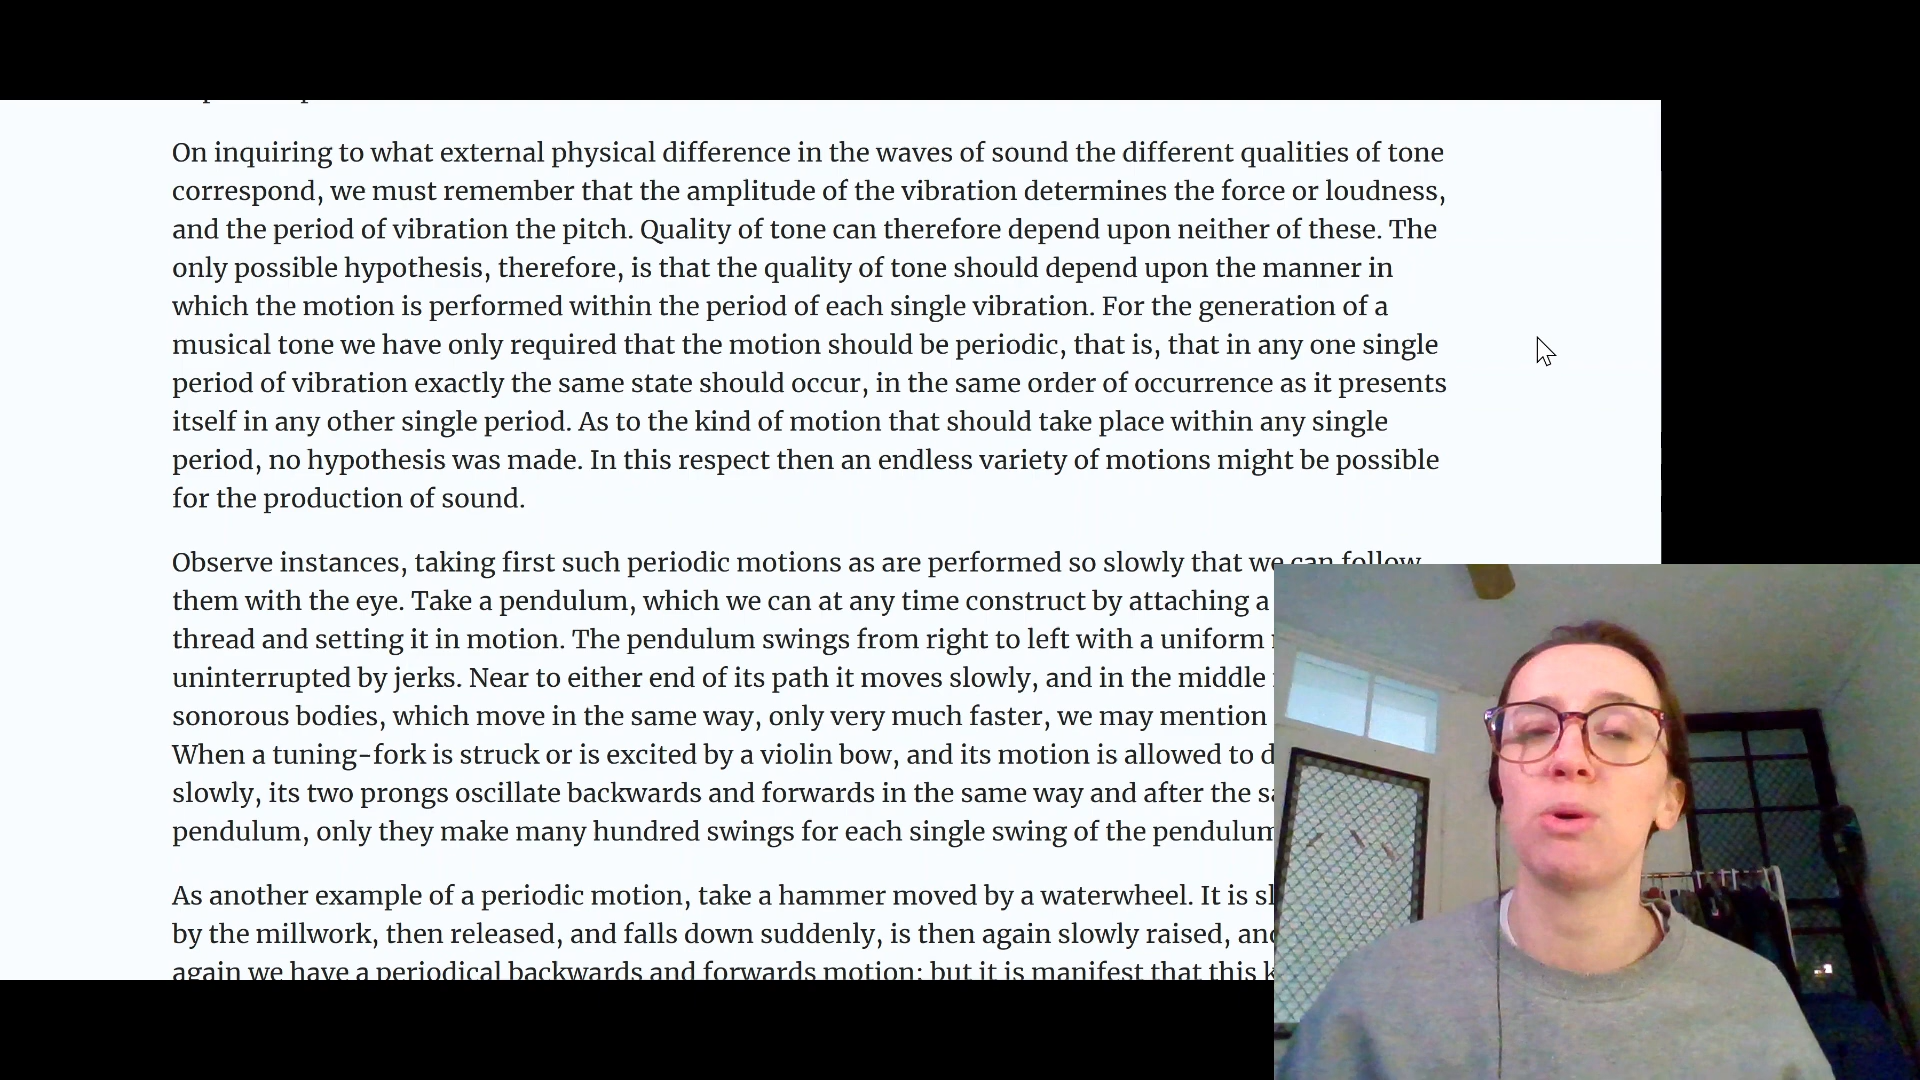 On inquiring to what external physical difference in the waves of sound the different qualities of tone
correspond, we must remember that the amplitude of the vibration determines the force or loudness,
and the period of vibration the pitch. Quality of tone can therefore depend upon neither of these. The
only possible hypothesis, therefore, is that the quality of tone should depend upon the manner in
which the motion is performed within the period of each single vibration. For the generation of a
musical tone we have only required that the motion should be periodic, that is, that in any one single
period of vibration exactly the same state should occur, in the same order of occurrence as it presents
itself in any other single period. As to the kind of motion that should take place within any single
period, no hypothesis was made. In this respect then an endless variety of motions might be possible
for the production of sound.
Observe instances, taking first such periodic motions as are performed so slowly that we can follow
them with the eye. Take a pendulum, which we can at any time construct by attaching a
thread and setting it in motion. The pendulum swings from right to left with a uniform
uninterrupted by jerks. Near to either end of its path it moves slowly, and in the middle
sonorous bodies, which move in the same way, only very much faster, we may mention
When a tuning-fork is struck or is excited by a violin bow, and its motion is allowed to
slowly, its two prongs oscillate backwards and forwards in the same way and after the
pendulum, only they make many hundred swings for each single swing of the pendulum
As another example of a periodic motion, take a hammer moved by a waterwheel. It is
by the millwork, then released, and falls down suddenly, is then again slowly raised,
again we have a periodical backwards and forwards motion; but it is manifest that this